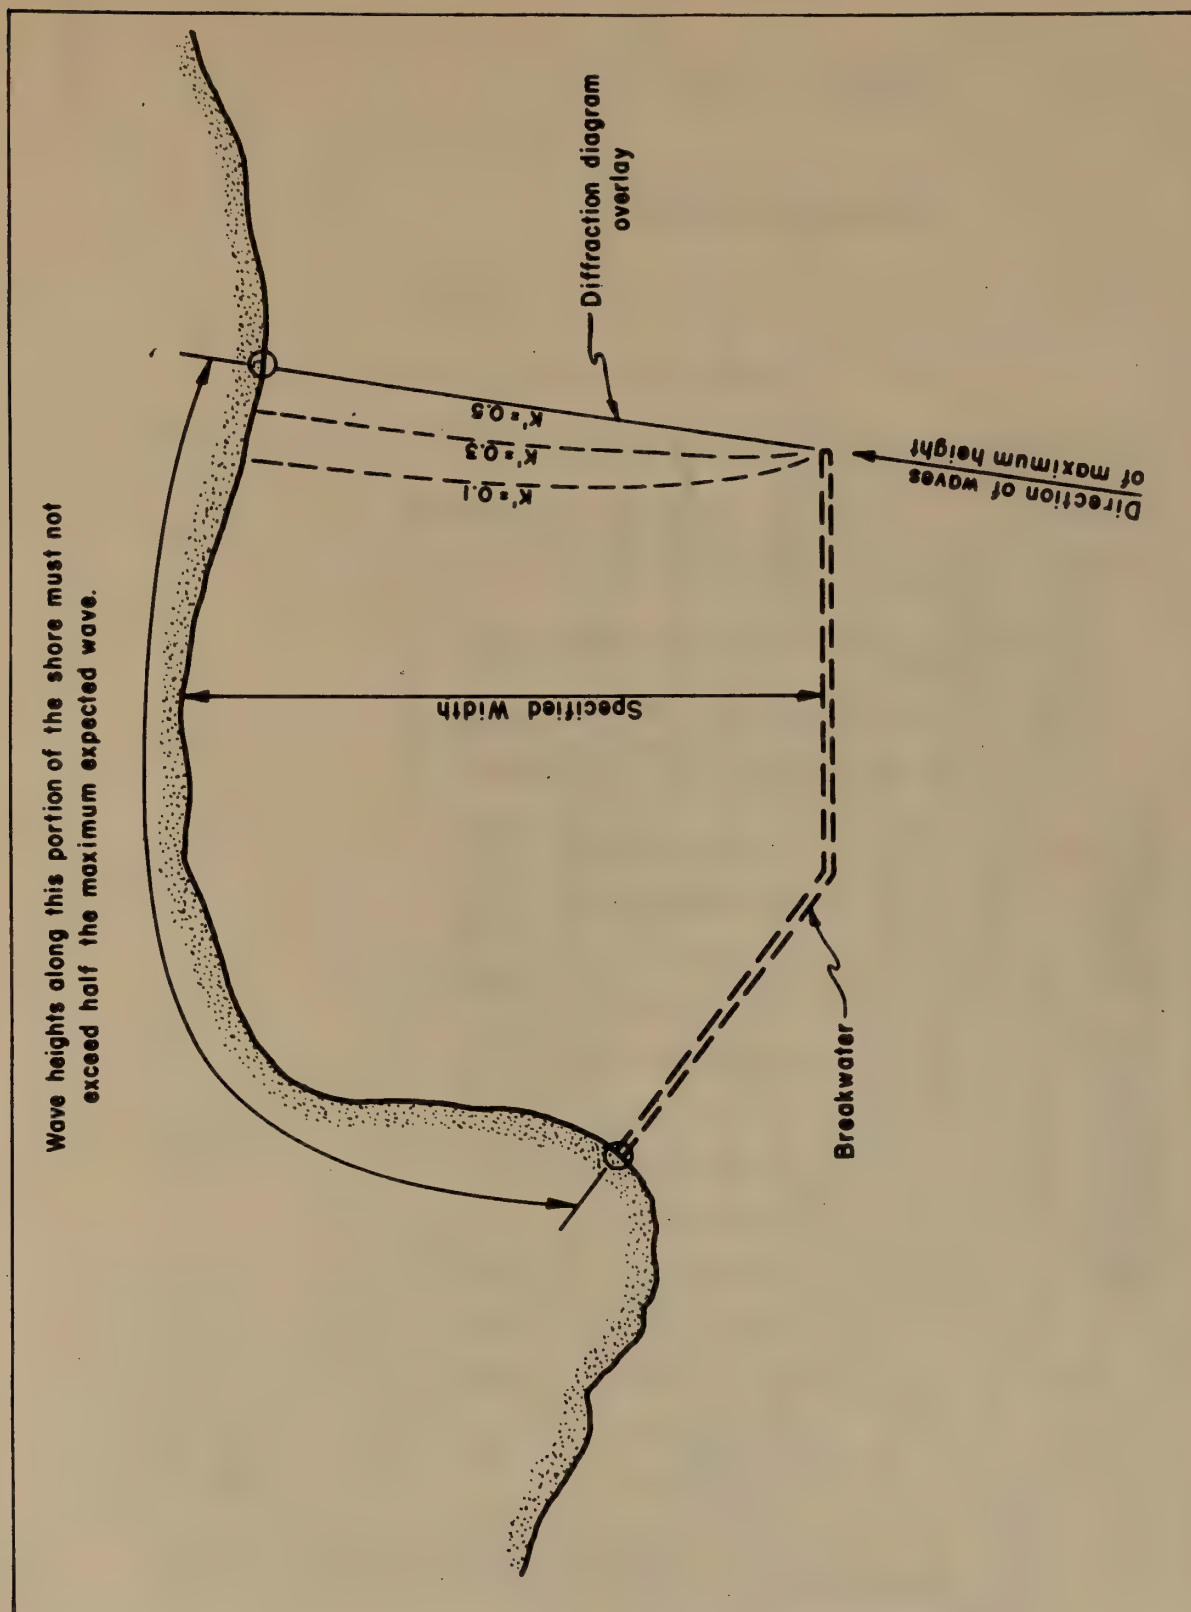 Wave heights along this portion of the shore must not
exceed half the maximum expected wave.
Diffraction diagram
overlay
K'=0.5
K'=0.3
K'=0.1
Direction of waves
of maximum height
Specified Width
Breakwater